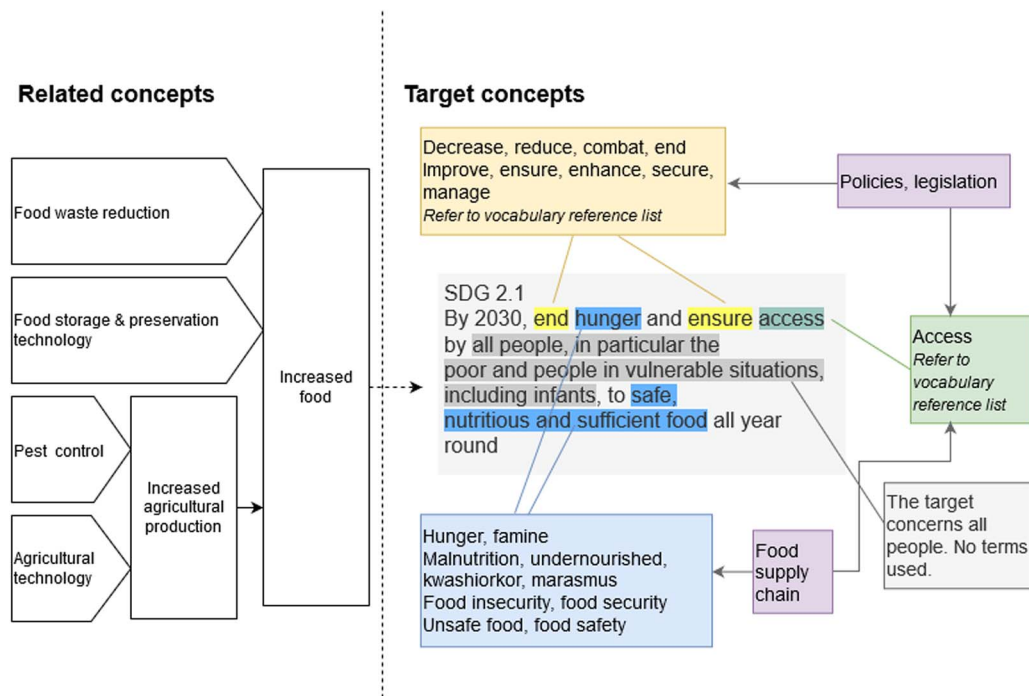 Related concepts
Food waste reduction
Food storage & preservation
technology
Pest control
Agricultural
technology
Increased
agricultural
production
Increased
food
Target concepts
Decrease, reduce, combat, end
Improve, ensure, enhance, secure,
manage
Refer to vocabulary reference list
Policies, legislation
SDG 2.1
By 2030, end hunger and ensure access
by all people, in particular the
poor and people in vulnerable situations,
including infants, to safe,
nutritious and sufficient food all year
round
Access
Refer to
vocabulary
reference list
The target
concerns all
people. No terms
used.
Hunger, famine
Malnutrition, undernourished,
kwashiorkor, marasmus
Food insecurity, food security
Unsafe food, food safety
Food
supply
chain